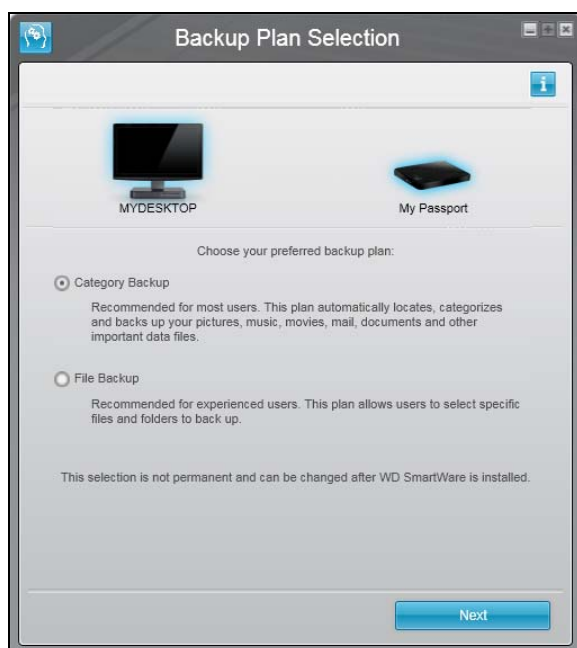 Backup Plan Selection
i
MYDESKTOP
My Passport
Choose your preferred backup plan:
Category Backup
Recommended for most users. This plan automatically locates, categorizes
and backs up your pictures, music, movies, mail, documents and other
important data files.
File Backup
Recommended for experienced users. This plan allows users to select specific
files and folders to back up.
This selection is not permanent and can be changed after WD SmartWare is installed.
Next